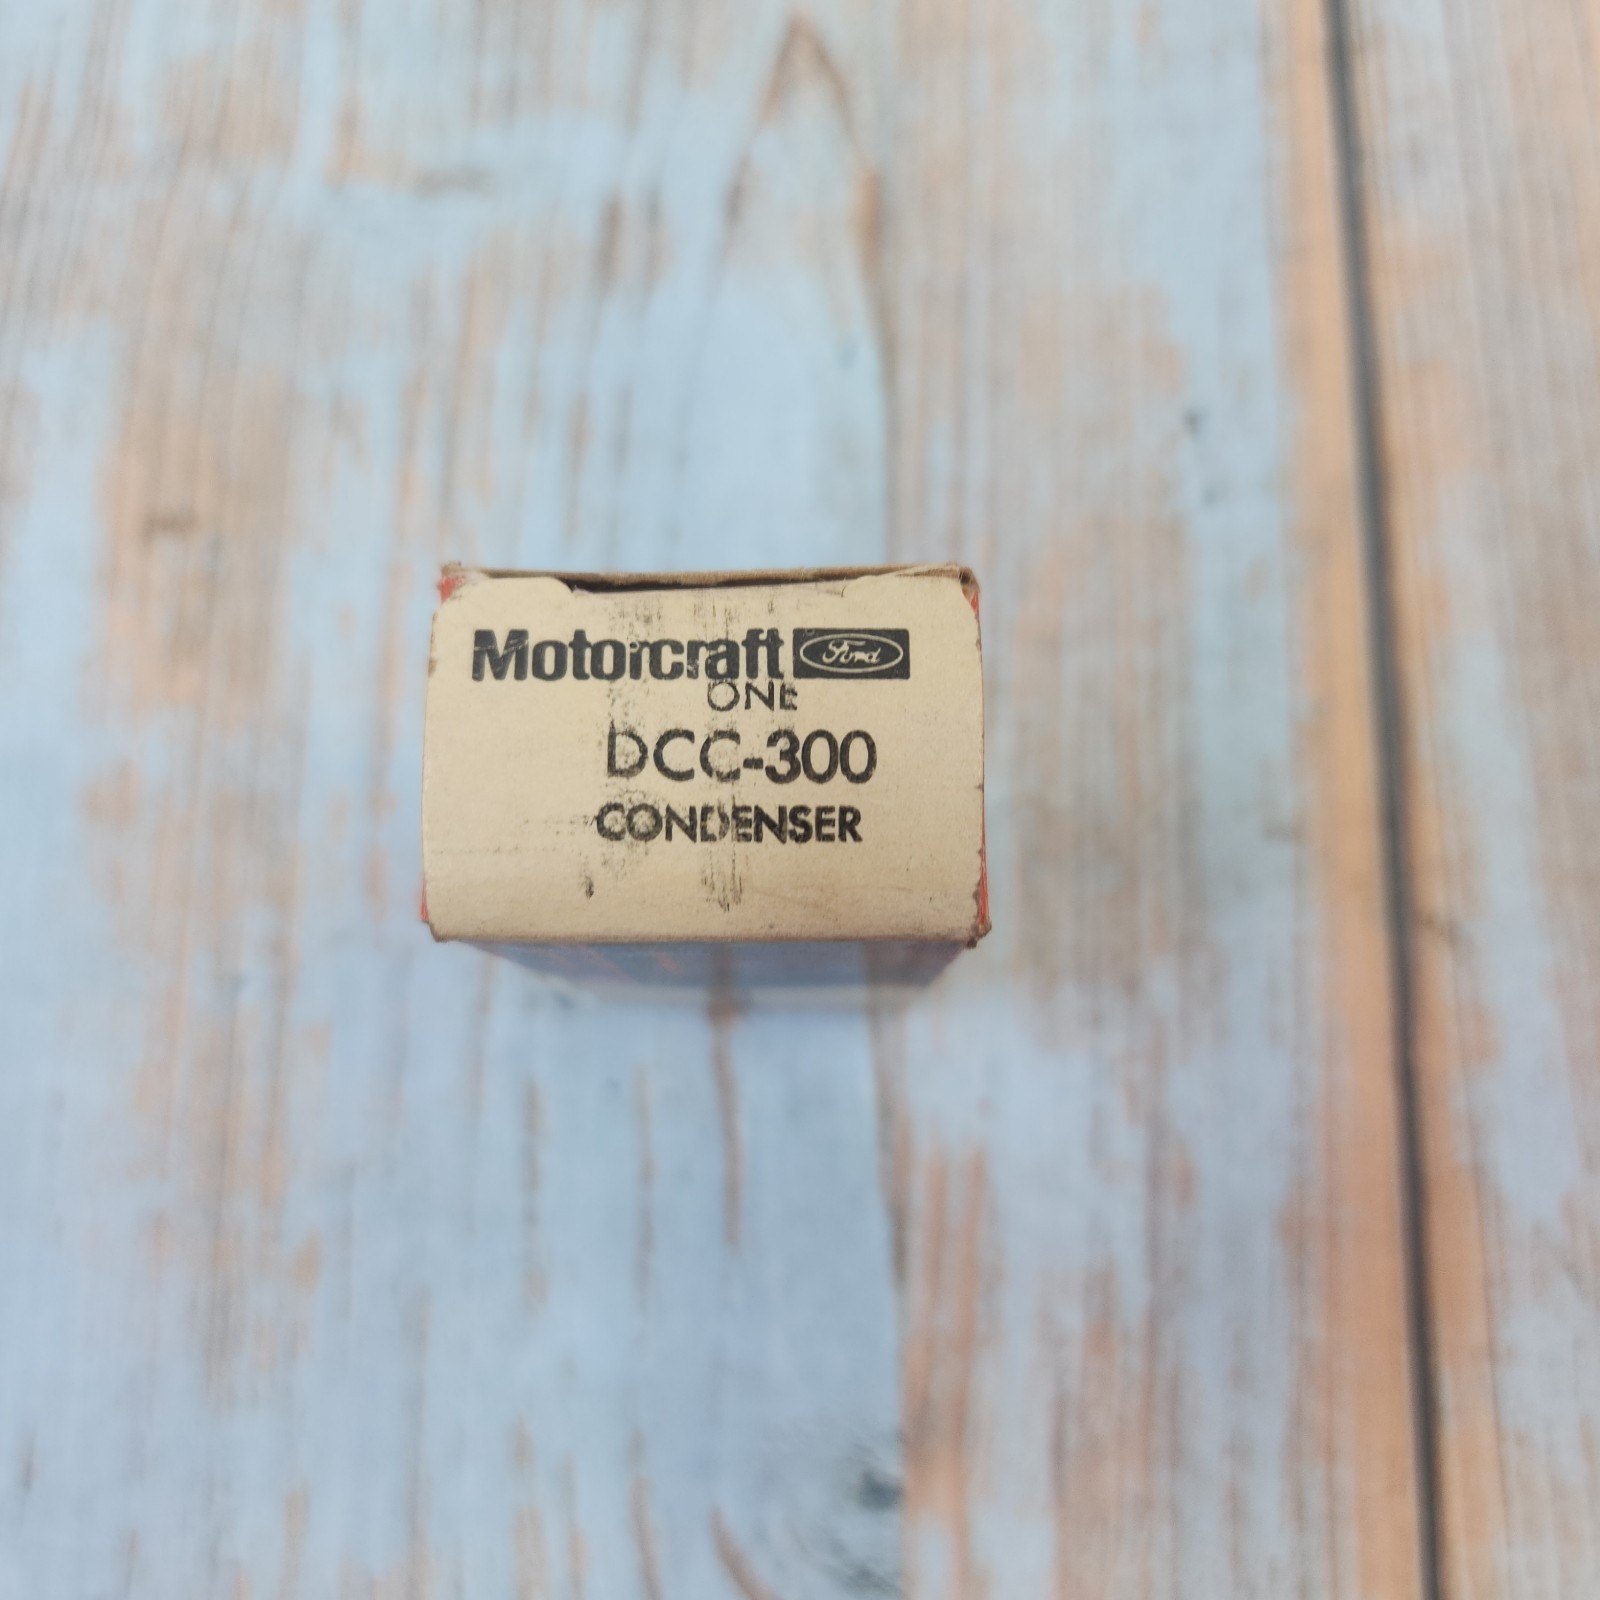 Motorcraft Ford
ONE
DCC-300
CONDENSER